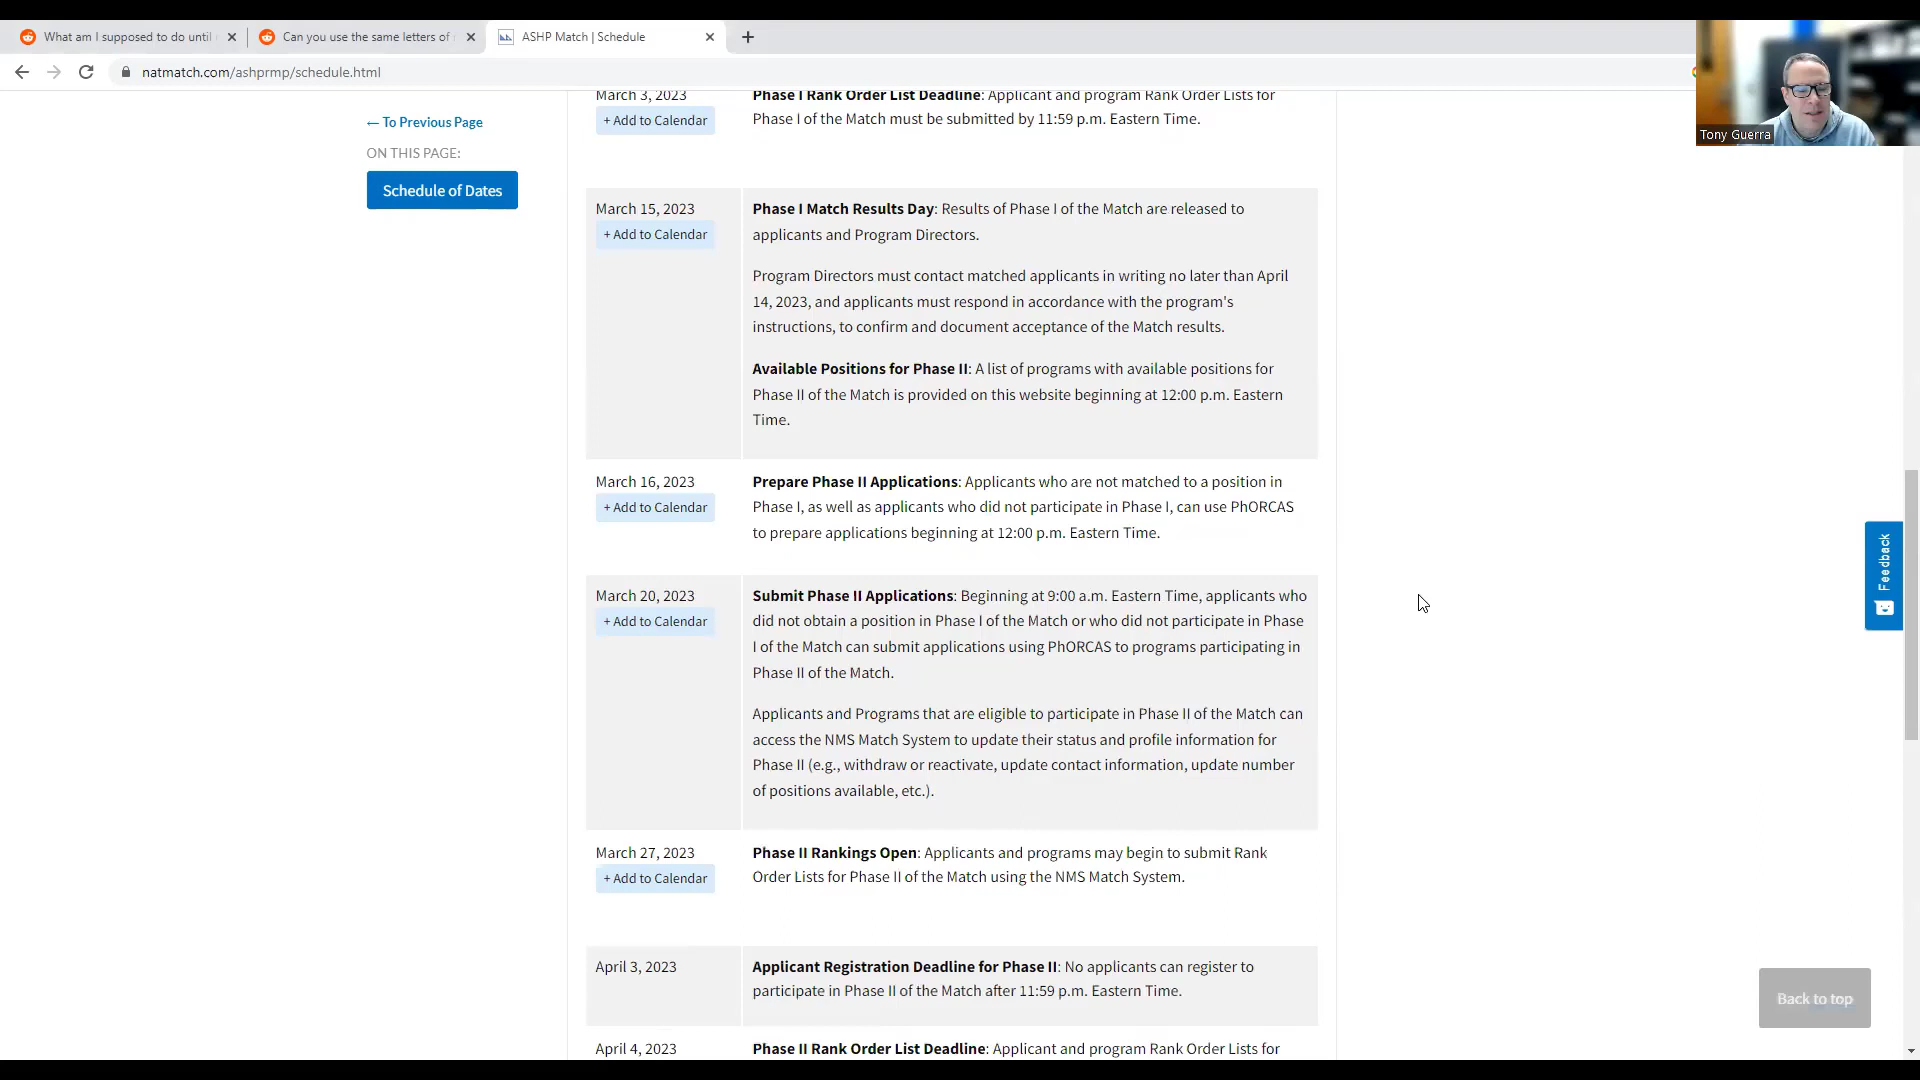 What am I supposed to do until
Can you use the same letters of
ASHP Match | Schedule
natmatch.com/ashprmp/schedule.html
Tony Guerra
← To Previous Page
ON THIS PAGE:
Schedule of Dates
March 3, 2023
+ Add to Calendar
Phase I Rank Order List Deadline: Applicant and program Rank Order Lists for
Phase I of the Match must be submitted by 11:59 p.m. Eastern Time.
March 15, 2023
+ Add to Calendar
Phase I Match Results Day: Results of Phase I of the Match are released to
applicants and Program Directors.
Program Directors must contact matched applicants in writing no later than April
14, 2023, and applicants must respond in accordance with the program's
instructions, to confirm and document acceptance of the Match results.
Available Positions for Phase II: A list of programs with available positions for
Phase II of the Match is provided on this website beginning at 12:00 p.m. Eastern
Time.
March 16, 2023
+ Add to Calendar
Prepare Phase II Applications: Applicants who are not matched to a position in
Phase I, as well as applicants who did not participate in Phase I, can use PhORCAS
to prepare applications beginning at 12:00 p.m. Eastern Time.
March 20, 2023
+ Add to Calendar
Submit Phase II Applications: Beginning at 9:00 a.m. Eastern Time, applicants who
did not obtain a position in Phase I of the Match or who did not participate in Phase
I of the Match can submit applications using PhORCAS to programs participating in
Phase II of the Match.
Applicants and Programs that are eligible to participate in Phase II of the Match can
access the NMS Match System to update their status and profile information for
Phase II (e.g., withdraw or reactivate, update contact information, update number
of positions available, etc.).
March 27, 2023
+ Add to Calendar
Phase II Rankings Open: Applicants and programs may begin to submit Rank
Order Lists for Phase II of the Match using the NMS Match System.
April 3, 2023
Applicant Registration Deadline for Phase II: No applicants can register to
participate in Phase II of the Match after 11:59 p.m. Eastern Time.
April 4, 2023
Phase II Rank Order List Deadline: Applicant and program Rank Order Lists for
Feedback
Back to top